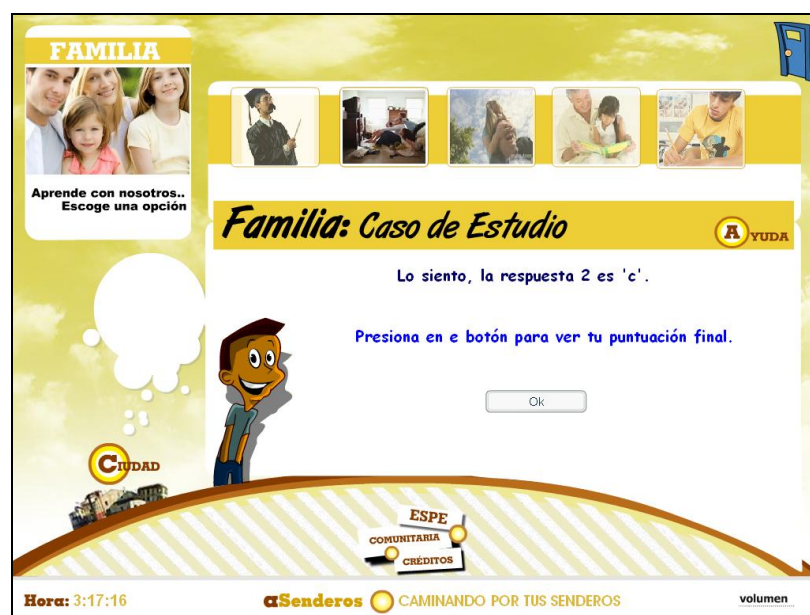 FAMILIA
Aprende con nosotros..
Escoge una opción
Familia: Caso de Estudio
AYUDA
Lo siento, la respuesta 2 es 'c'.
Presiona en e botón para ver tu puntuación final.
Ok
CIUDAD
ESPE
COMUNITARIA
CRÉDITOS
Hora: 3:17:16
aSenderos CAMINANDO POR TUS SENDEROS
volumen